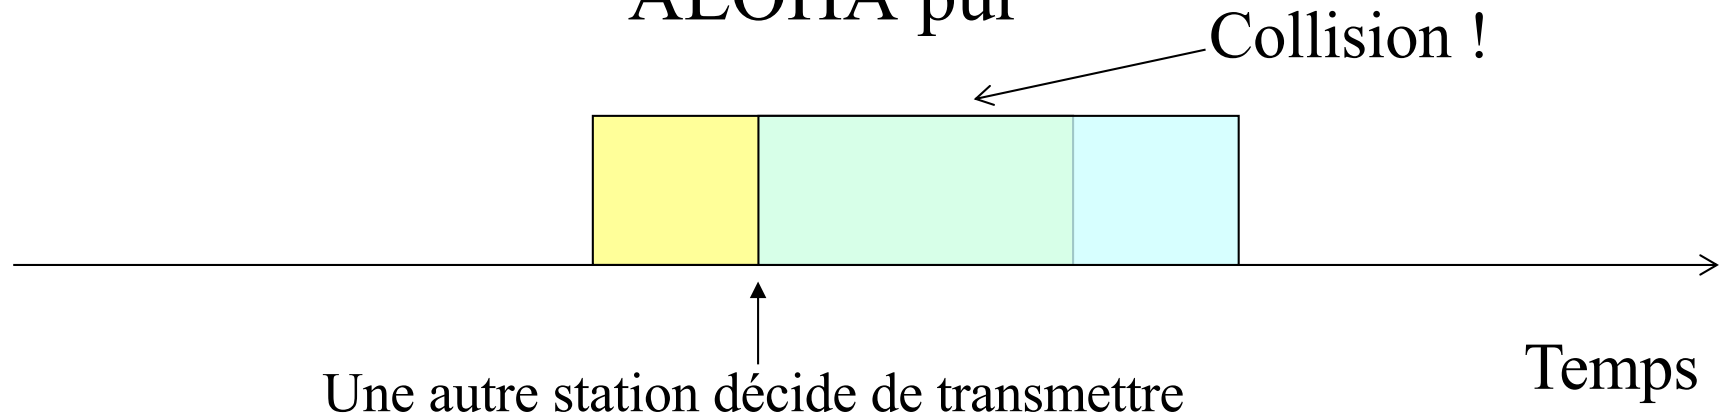 ALOHA pur
Collision !
Temps
Une autre station décide de transmettre